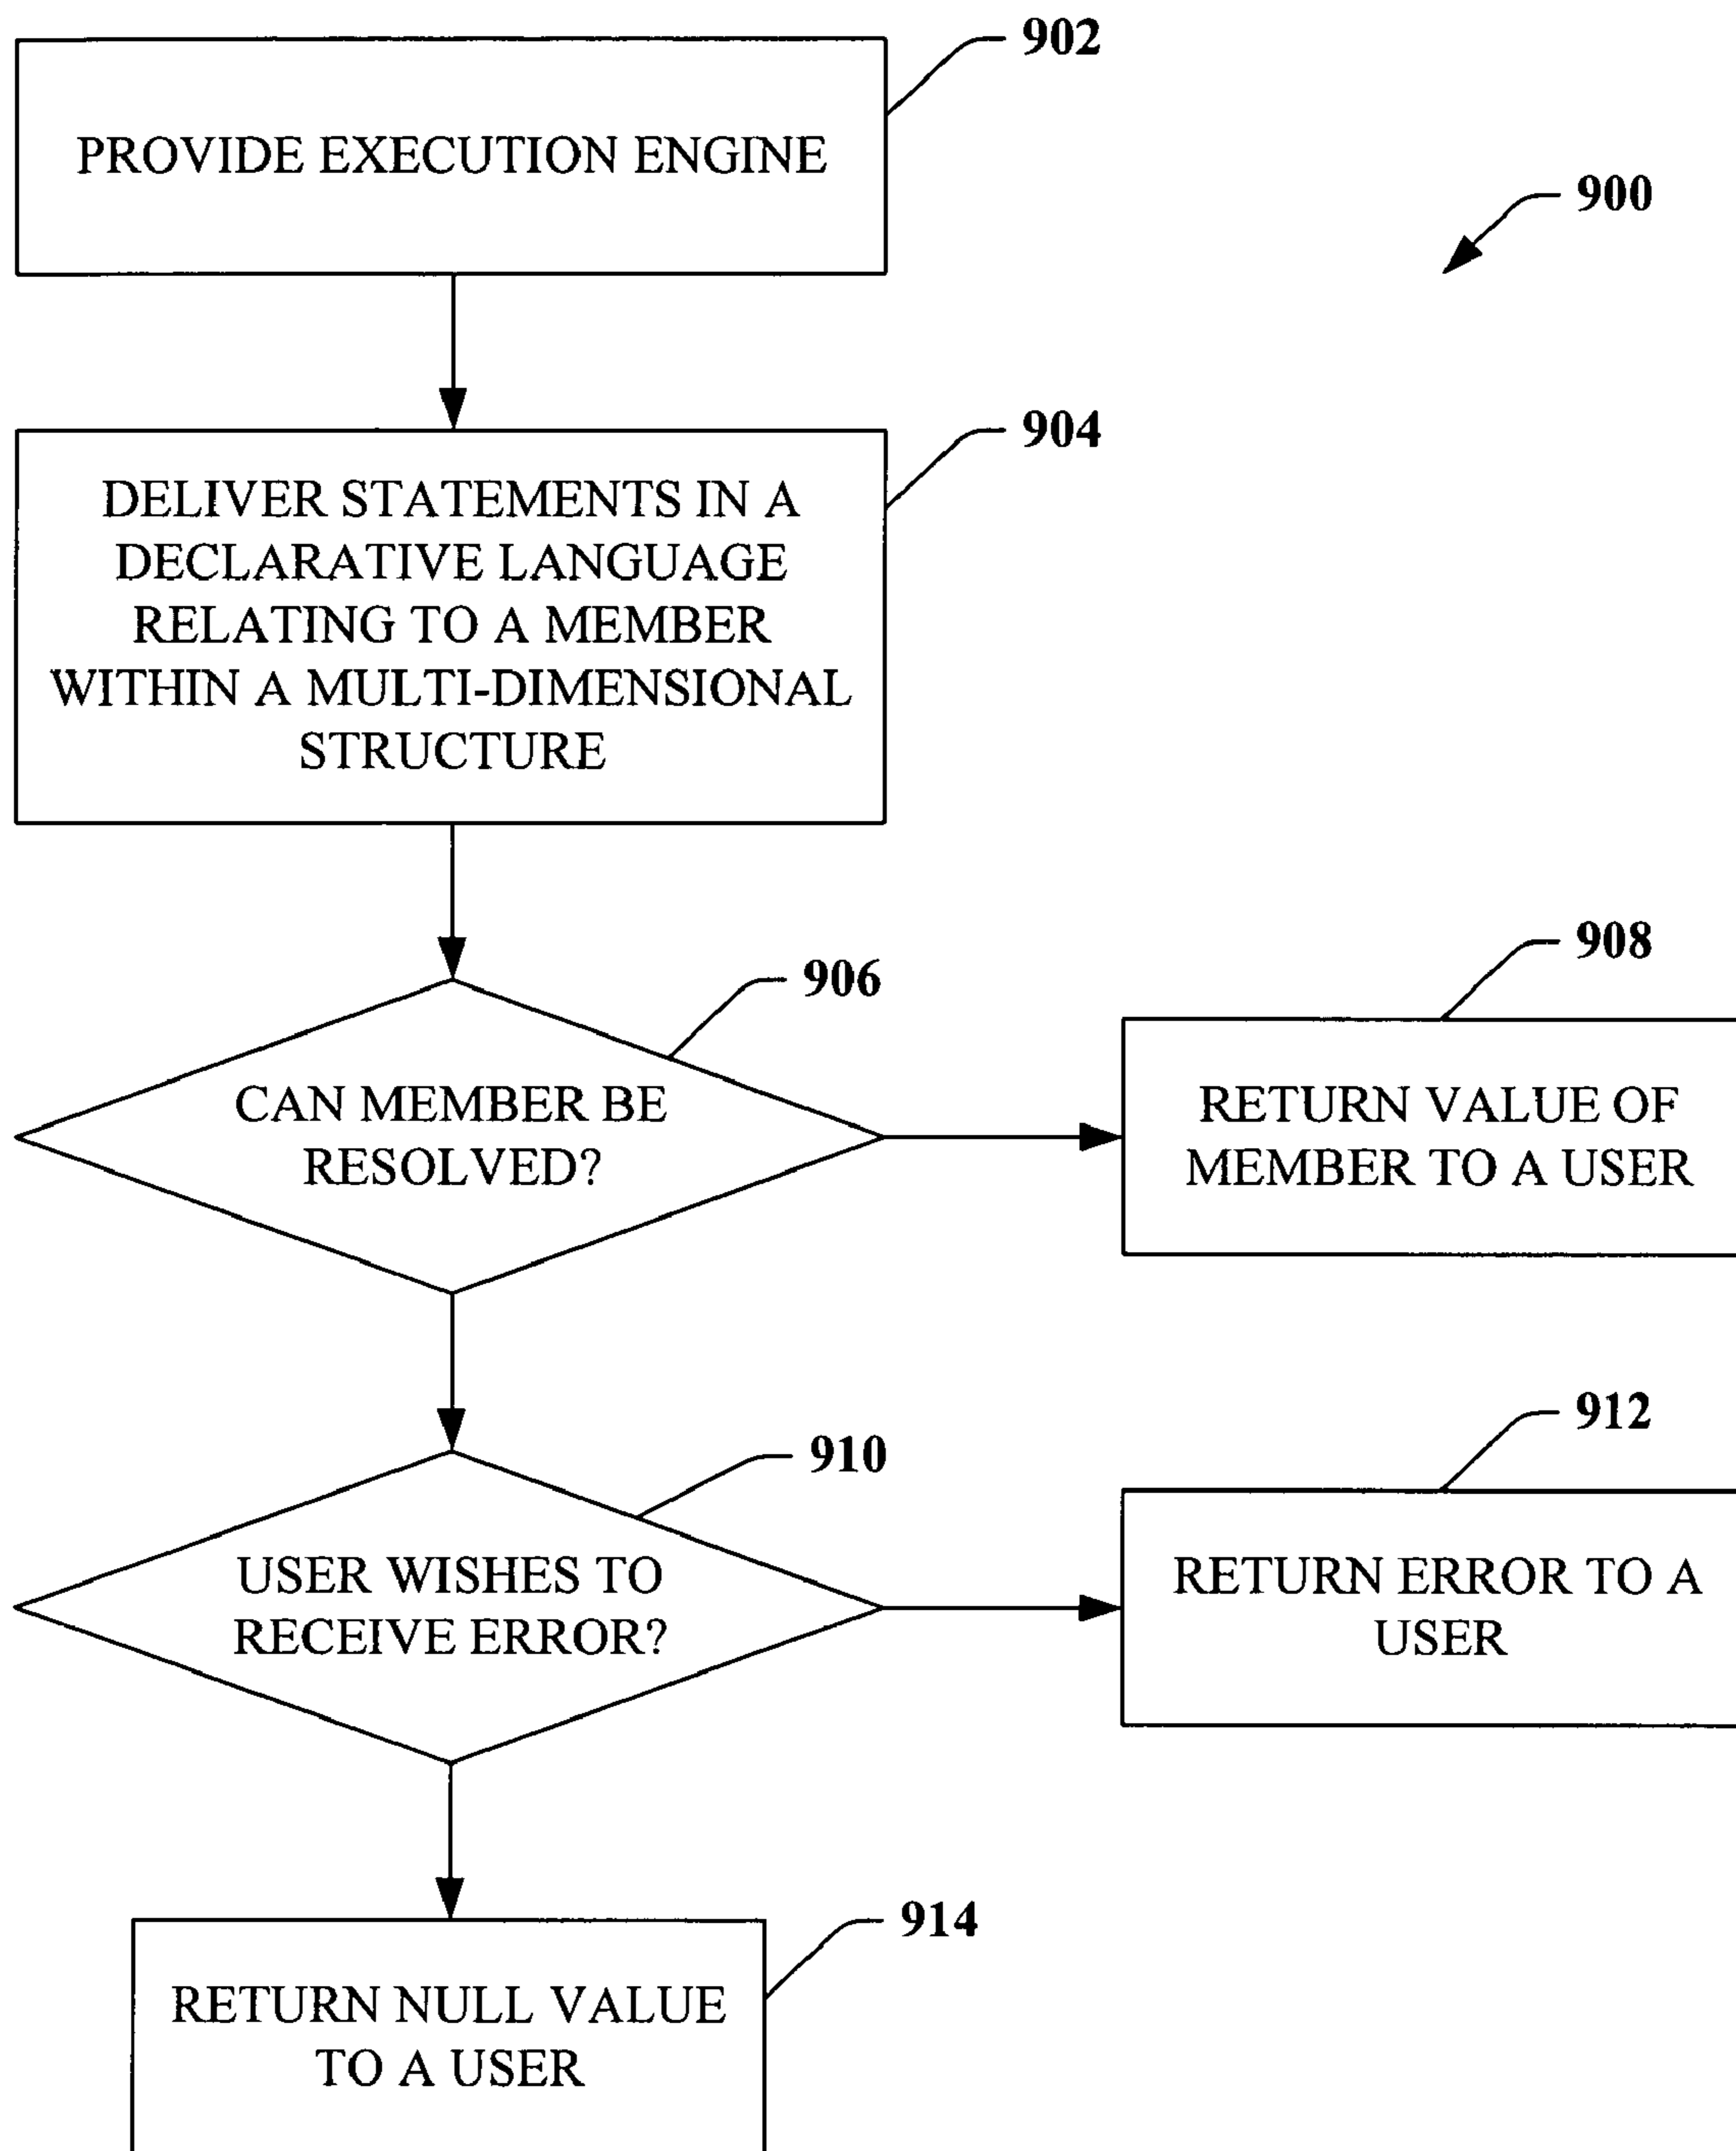 902
PROVIDE EXECUTION ENGINE
900
904
DELIVER STATEMENTS IN A
DECLARATIVE LANGUAGE
RELATING TO A MEMBER
WITHIN A MULTI-DIMENSIONAL
STRUCTURE
906
CAN MEMBER BE
RESOLVED?
908
RETURN VALUE OF
MEMBER TO A USER
910
USER WISHES TO
RECEIVE ERROR?
912
RETURN ERROR TO A
USER
914
RETURN NULL VALUE
TO A USER